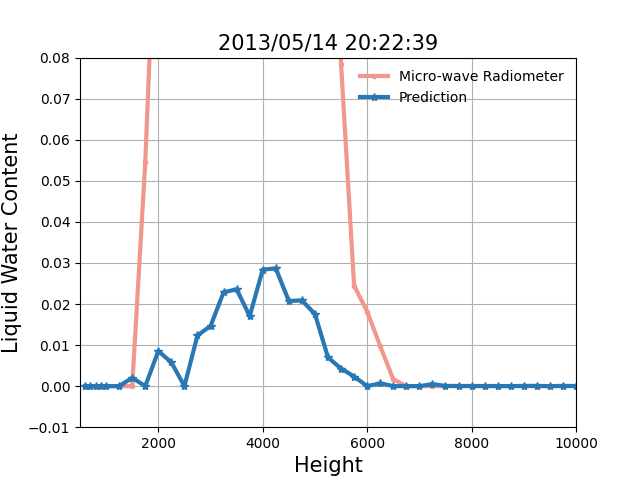 2013/05/14 20:22:39
Liquid Water Content
0.08
0.07
0.06
0.05
0.04
0.03
0.02
0.01
0.00
−0.01
Micro-wave Radiometer
Prediction
2000 4000 6000 8000 10000
Height